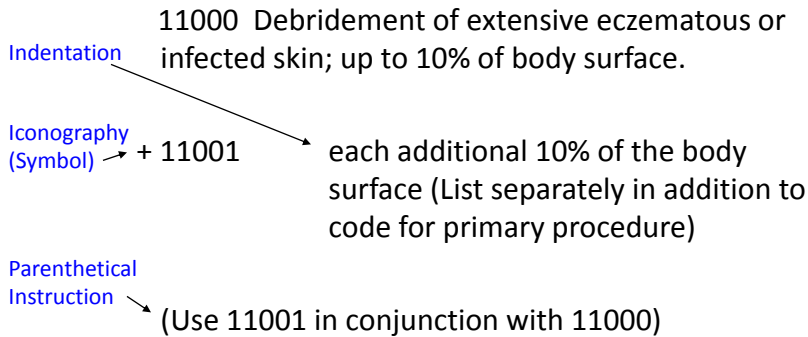 11000 Debridement of extensive eczematous or
Indentation
infected skin; up to 10% of body surface.
Iconography
(Symbol)
+ 11001 each additional 10% of the body
surface (List separately in addition to
code for primary procedure)
Parenthetical
Instruction
(Use 11001 in conjunction with 11000)